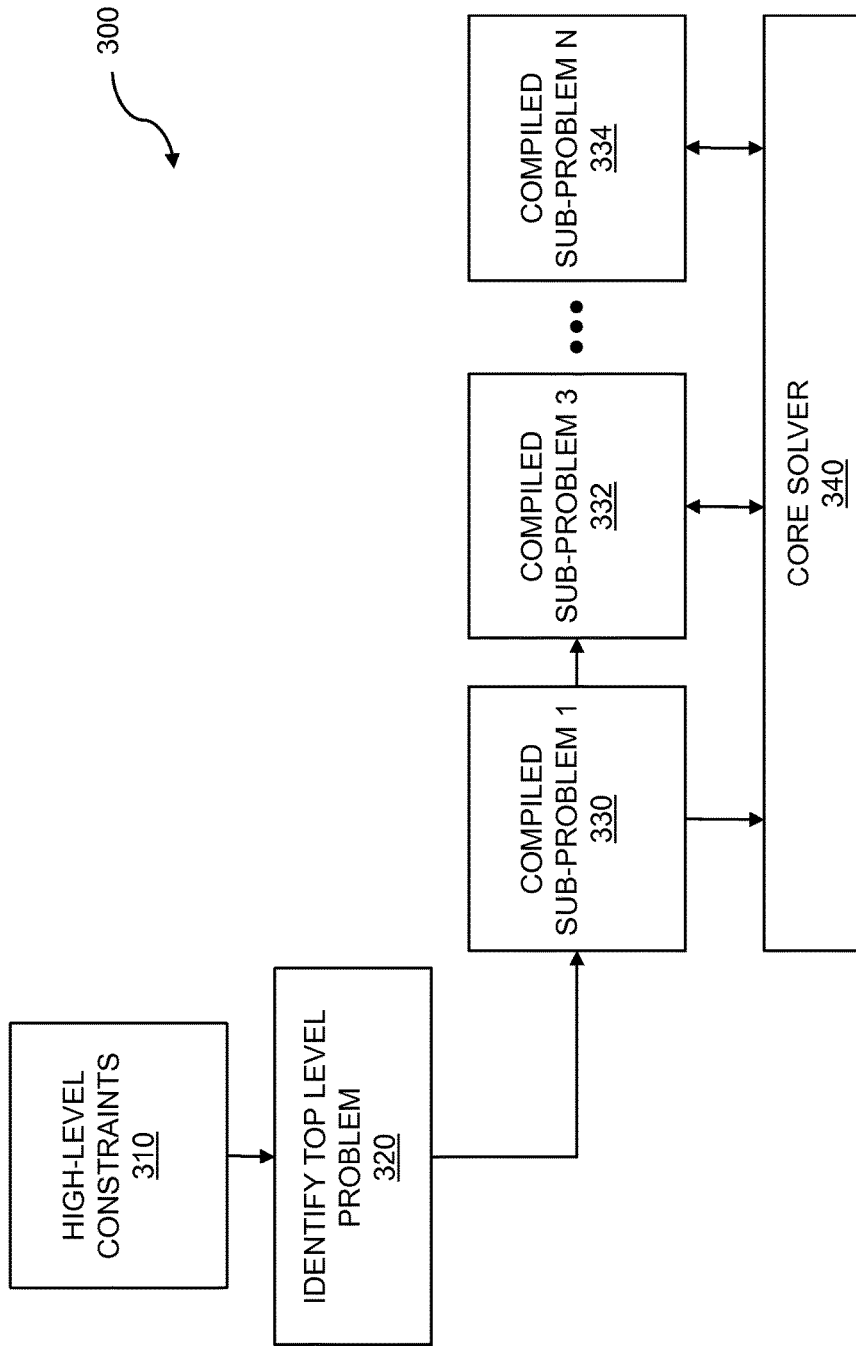 300
HIGH-LEVEL
CONSTRAINTS
310
IDENTIFY TOP LEVEL
PROBLEM
320
COMPILED
SUB-PROBLEM 1
330
COMPILED
SUB-PROBLEM 3
332
COMPILED
SUB-PROBLEM N
334
CORE SOLVER
340